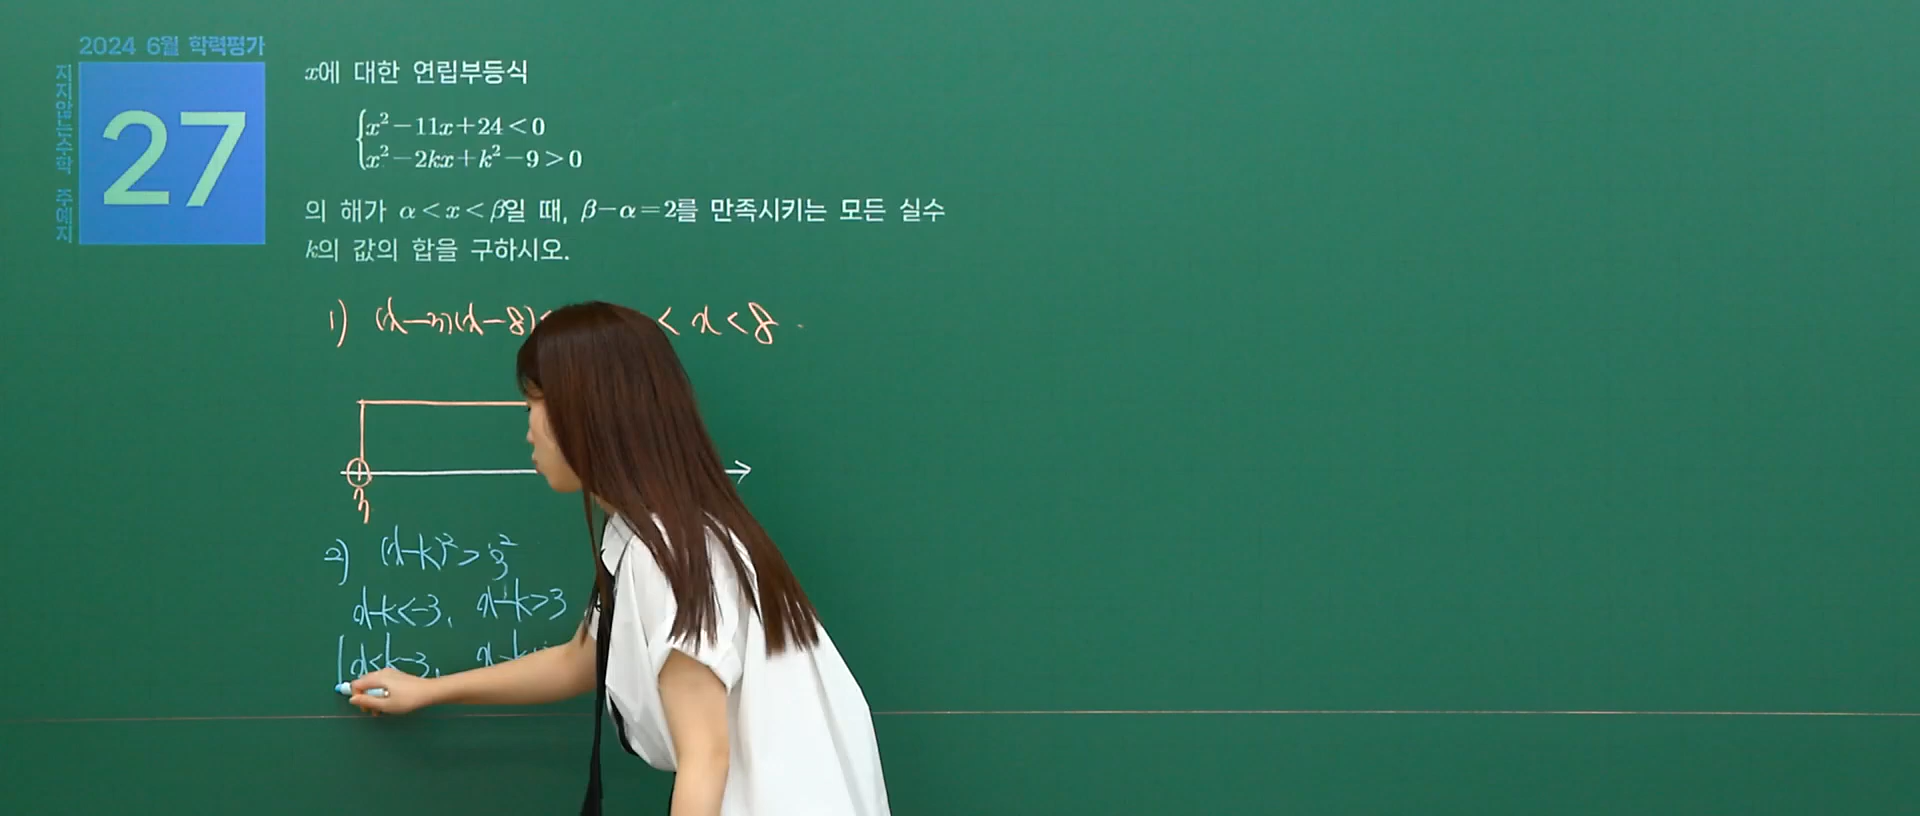 2024 6월 학력평가
지지않는수학 주예지
27
x에 대한 연립부등식
x²-11x+24<0
x²-2kx+k²-9>0
의 해가 α<x<β일 때, β-α=2를 만족시키는 모든 실수
k의 값의 합을 구하시오.
1) (x-3)(x-8)< < x < 8
3
2) (x-k)²>3²
x-k<-3, x-k>3
x<k-3,